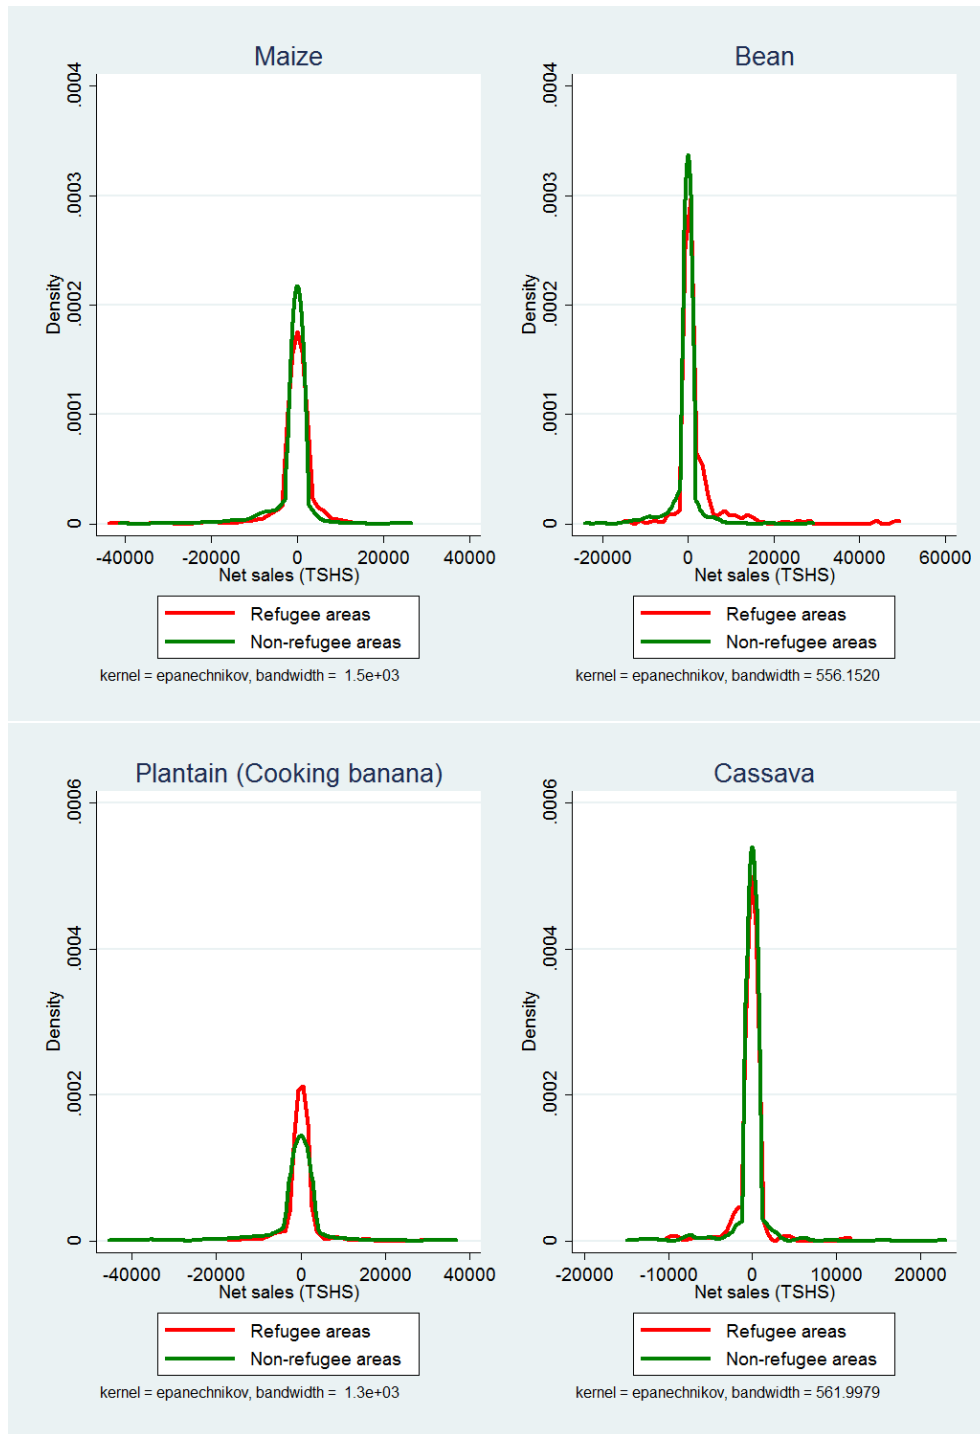 Maize
.0004
.0003
.0002
.0001
0
Density
-40000 -20000 0 20000 40000
Net sales (TSHS)
Refugee areas
Non-refugee areas
kernel = epanechnikov, bandwidth = 1.5e+03
Bean
.0004
.0003
.0002
.0001
0
Density
-20000 0 20000 40000 60000
Net sales (TSHS)
Refugee areas
Non-refugee areas
kernel = epanechnikov, bandwidth = 556.1520
Plantain (Cooking banana)
.0006
.0004
.0002
0
Density
-40000 -20000 0 20000 40000
Net sales (TSHS)
Refugee areas
Non-refugee areas
kernel = epanechnikov, bandwidth = 1.3e+03
Cassava
.0006
.0004
.0002
0
Density
-20000 -10000 0 10000 20000
Net sales (TSHS)
Refugee areas
Non-refugee areas
kernel = epanechnikov, bandwidth = 561.9979